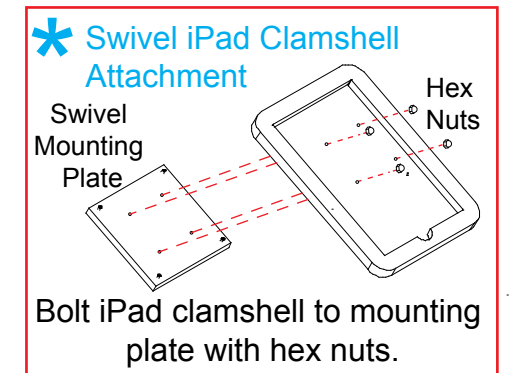 * Swivel iPad Clamshell
Attachment
Swivel
Mounting
Plate
Hex
Nuts
Bolt iPad clamshell to mounting
plate with hex nuts.